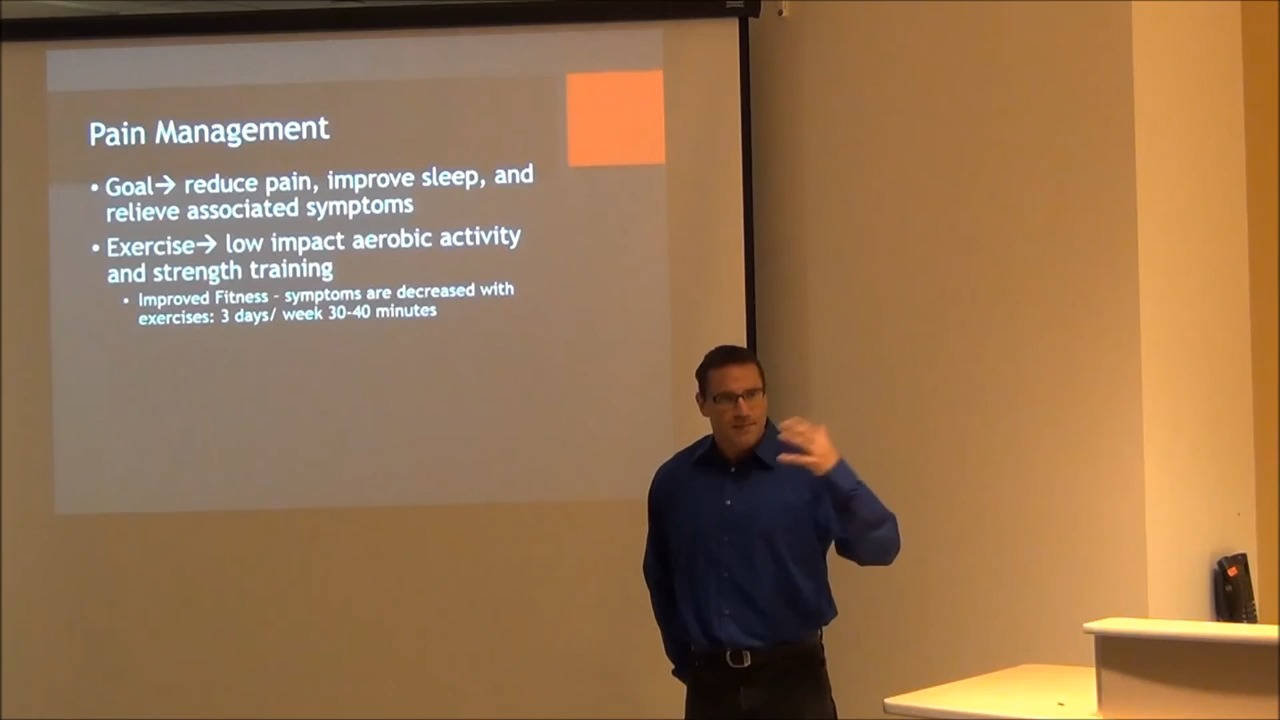 Pain Management
• Goal→ reduce pain, improve sleep, and
relieve associated symptoms
• Exercise→ low impact aerobic activity
and strength training
• Improved Fitness - symptoms are decreased with
exercises: 3 days/ week 30-40 minutes